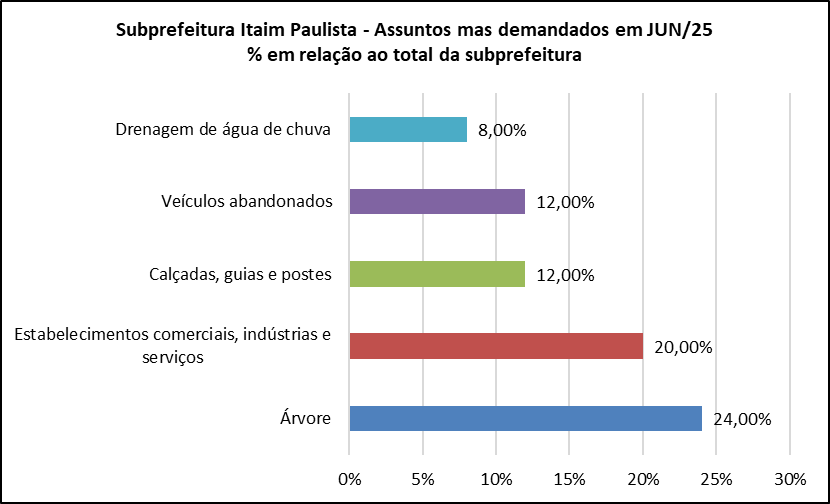 Subprefeitura Itaim Paulista - Assuntos mas demandados em JUN/25
% em relação ao total da subprefeitura
Drenagem de água de chuva
8,00%
Veículos abandonados
12,00%
Calçadas, guias e postes
12,00%
Estabelecimentos comerciais, indústrias e
serviços
20,00%
Árvore
24,00%
0% 5% 10% 15% 20% 25% 30%